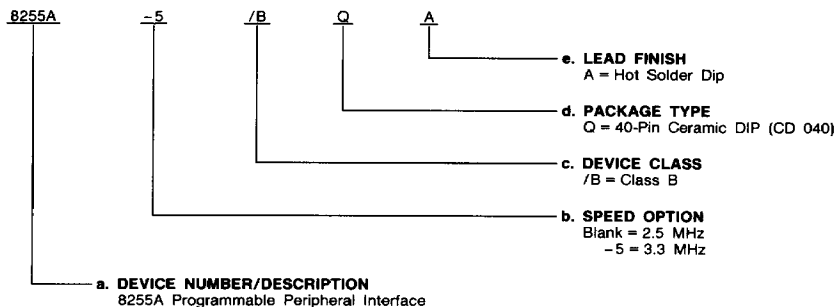 8255A -5 /B Q A
e. LEAD FINISH
A = Hot Solder Dip
d. PACKAGE TYPE
Q = 40-Pin Ceramic DIP (CD 040)
c. DEVICE CLASS
/B = Class B
b. SPEED OPTION
Blank = 2.5 MHz
-5 = 3.3 MHz
a. DEVICE NUMBER/DESCRIPTION
8255A Programmable Peripheral Interface